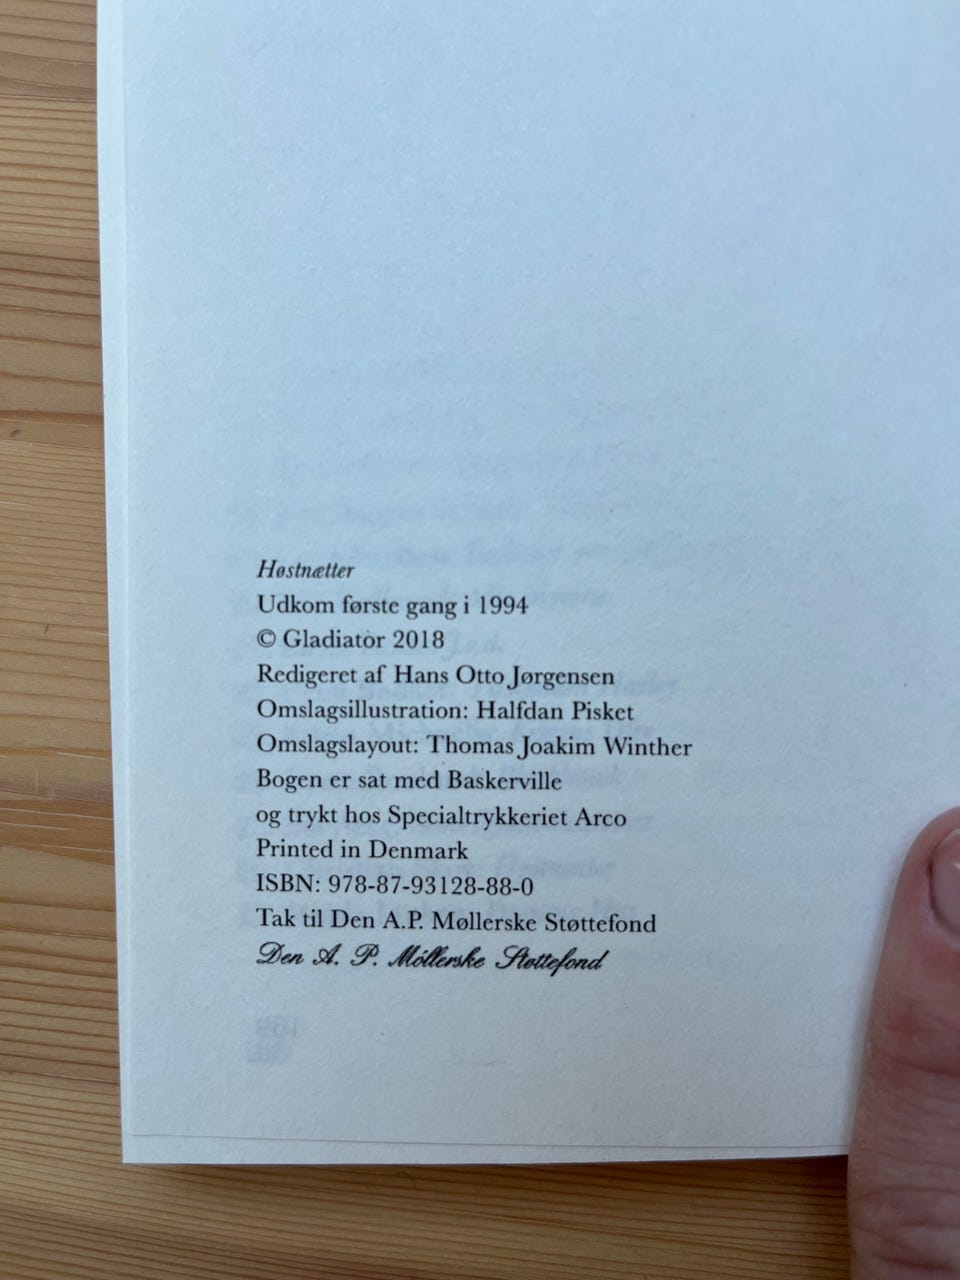 Høstnætter
Udkom første gang i 1994
© Gladiator 2018
Redigeret af Hans Otto Jørgensen
Omslagsillustration: Halfdan Pisket
Omslagslayout: Thomas Joakim Winther
Bogen er sat med Baskerville
og trykt hos Specialtrykkeriet Arco
Printed in Denmark
ISBN: 978-87-93128-88-0
Tak til Den A.P. Møllerske Støttefond
Den A. P. Møllerske Støttefond